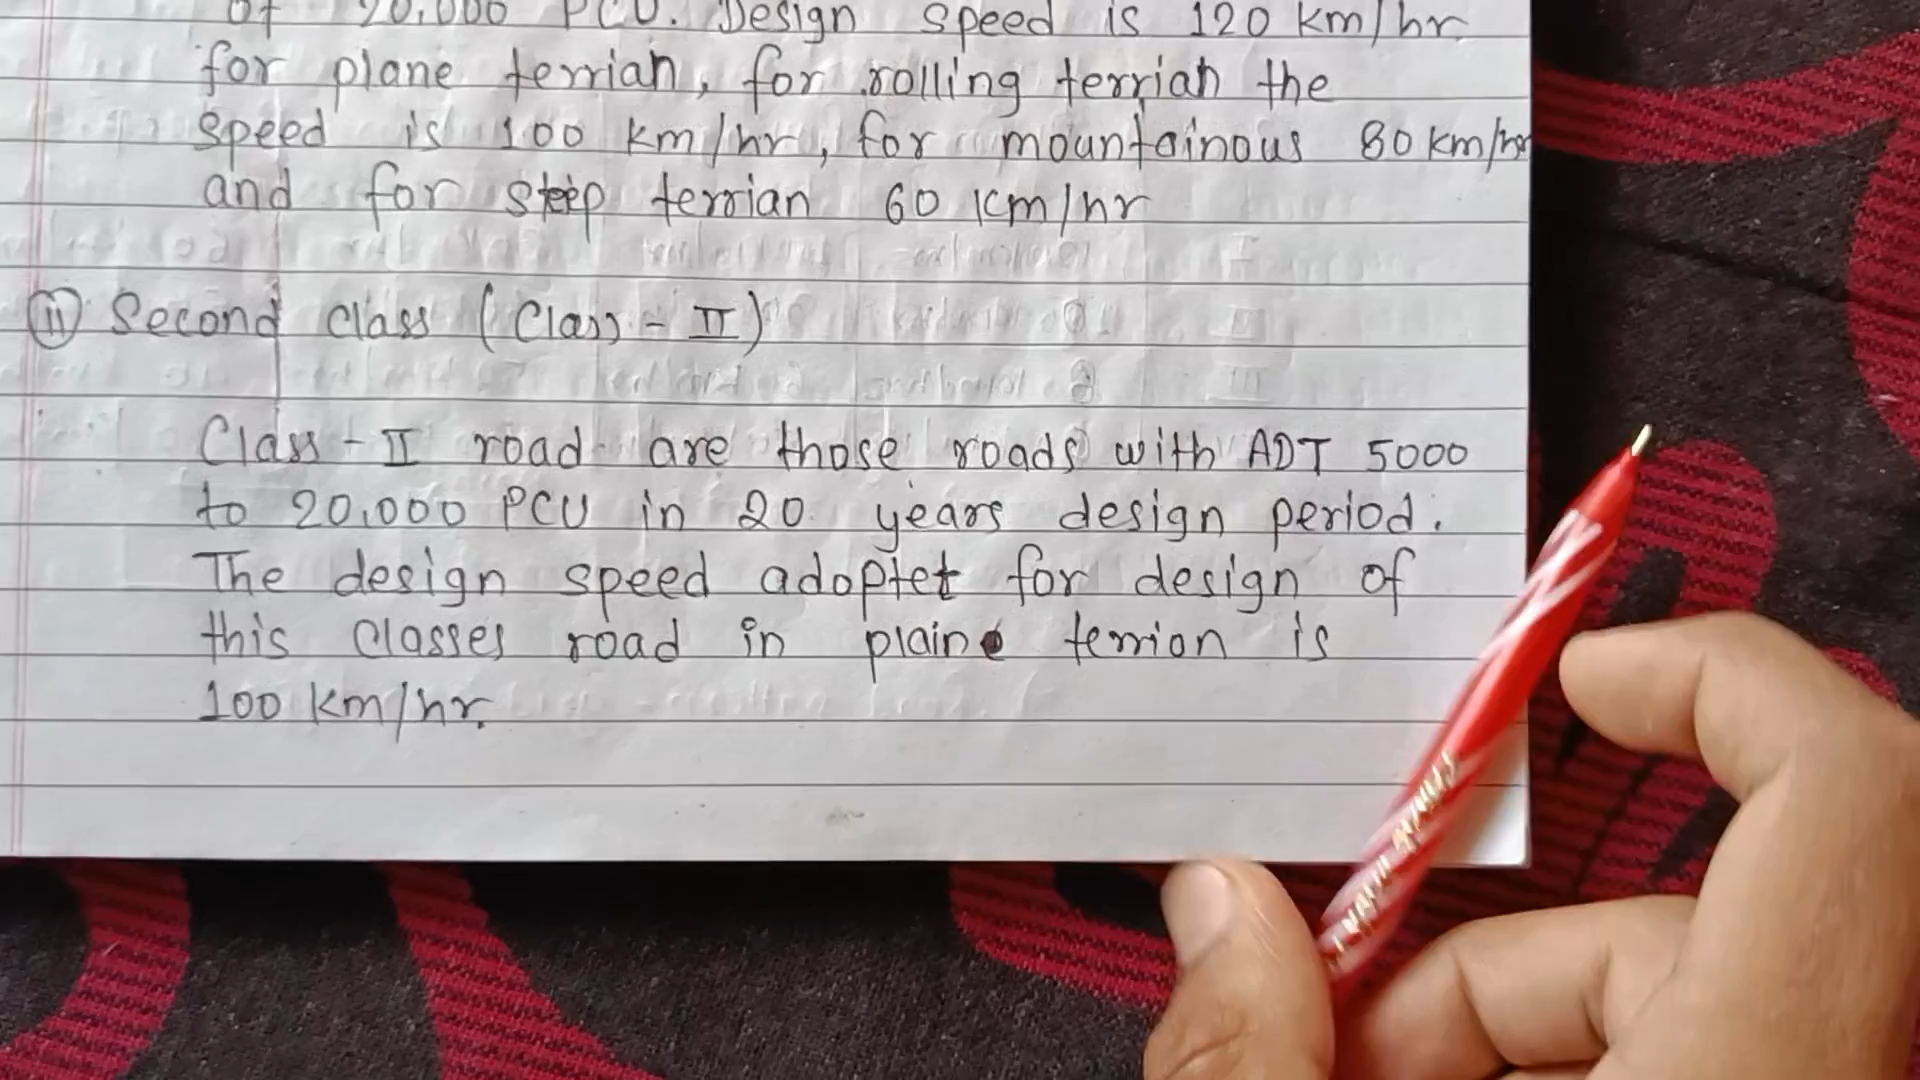 of 20,000 PCU. Design speed is 120 km/hr
for plane terrian, for rolling terrian the
speed is 100 km/hr, for mountainous 80 km/hr
and for steip terrian 60 km/hr
(ii) Second class (Class - II)
Class - II road are those roads with ADT 5000
to 20,000 PCU in 20 years design period.
The design speed adoptet for design of
this classes road in plain terrion is
100 km/hr.